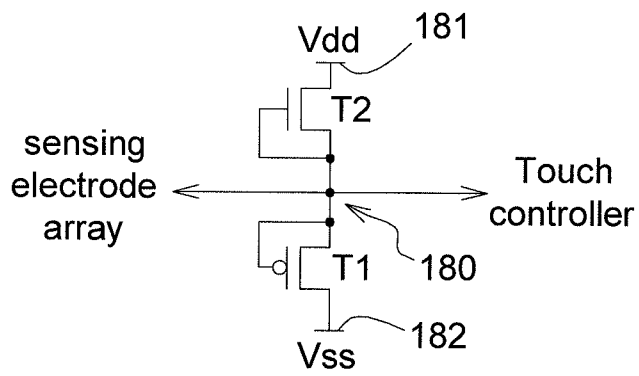 181
Vdd
T2
sensing
electrode
array
Touch
controller
T1
180
182
Vss